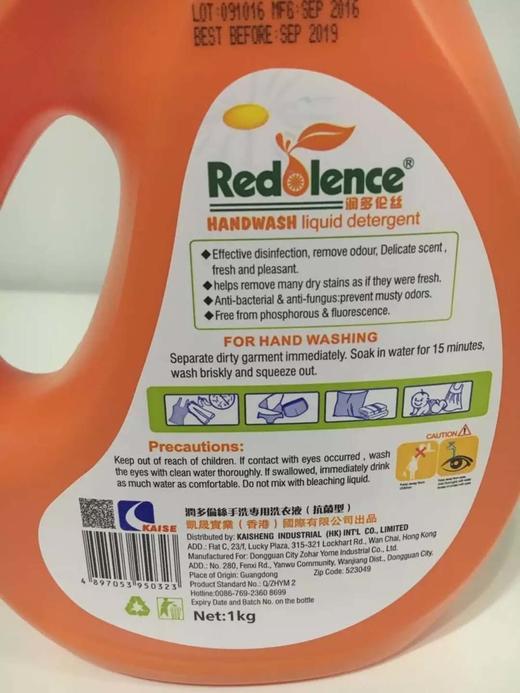 LOT:091016 MFG:SEP 2016
BEST BEFORE:SEP 2019
Redolence®
润多伦丝
HANDWASH liquid detergent
◆Effective disinfection, remove odour, Delicate scent,
fresh and pleasant.
◆helps remove many dry stains as if they were fresh.
◆Anti-bacterial & anti-fungus:prevent musty odors.
◆Free from phosphorous & fluorescence.
FOR HAND WASHING
Separate dirty garment immediately. Soak in water for 15 minutes,
wash briskly and squeeze out.
Precautions:
Keep out of reach of children. If contact with eyes occurred, wash
the eyes with clean water thoroughly. If swallowed, immediately drink
as much water as comfortable. Do not mix with bleaching liquid.
CAUTION
KAISE
潤多倫絲手洗專用洗衣液（抗菌型）
凱晟實業（香港）國際有限公司出品
Distributed by: KAISHENG INDUSTRIAL (HK) INT'L CO., LIMITED
ADD.: Flat C, 23/f, Lucky Plaza, 315-321 Lockhart Rd., Wan Chai, Hong Kong
Manufactured For: Dongguan City Zohar Yorne Industrial Co., Ltd.
ADD.: No. 280, Fenxi Rd., Yanwu Community, Wanjiang Dist., Dongguan City.
Place of Origin: Guangdong Zip Code: 523049
Product Standard No.: Q/ZHYM 2
Hotline:0086-769-2360 8699
Expiry Date and Batch No. on the bottle
4 897053 950323
Net:1kg